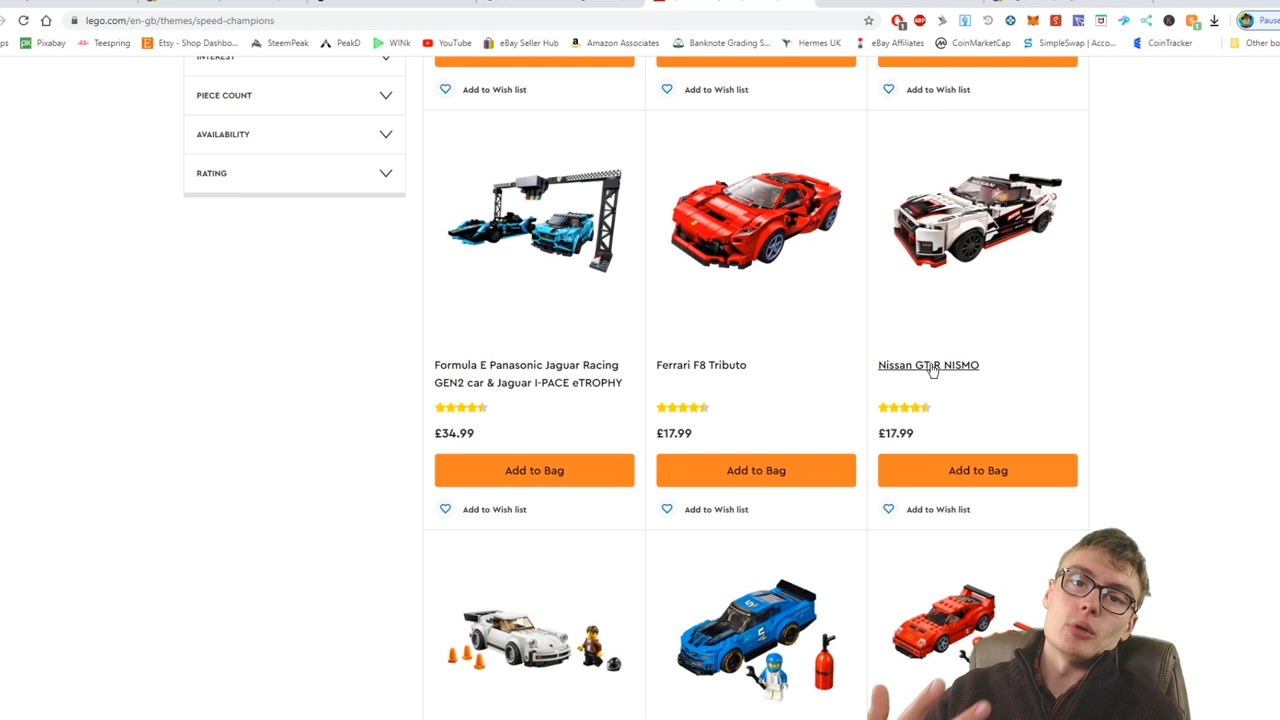 lego.com/en-gb/themes/speed-champions
Pause
ps Pixabay Teespring Etsy - Shop Dashbo... SteemPeak PeakD WINk YouTube eBay Seller Hub Amazon Associates Banknote Grading S... Hermes UK eBay Affiliates CoinMarketCap SimpleSwap | Acco... CoinTracker Other bo
INTEREST
Add to Wish list Add to Wish list Add to Wish list
PIECE COUNT
AVAILABILITY
RATING
Formula E Panasonic Jaguar Racing
GEN2 car & Jaguar I-PACE eTROPHY
Ferrari F8 Tributo
Nissan GT-R NISMO
£34.99 £17.99 £17.99
Add to Bag Add to Bag Add to Bag
Add to Wish list Add to Wish list Add to Wish list